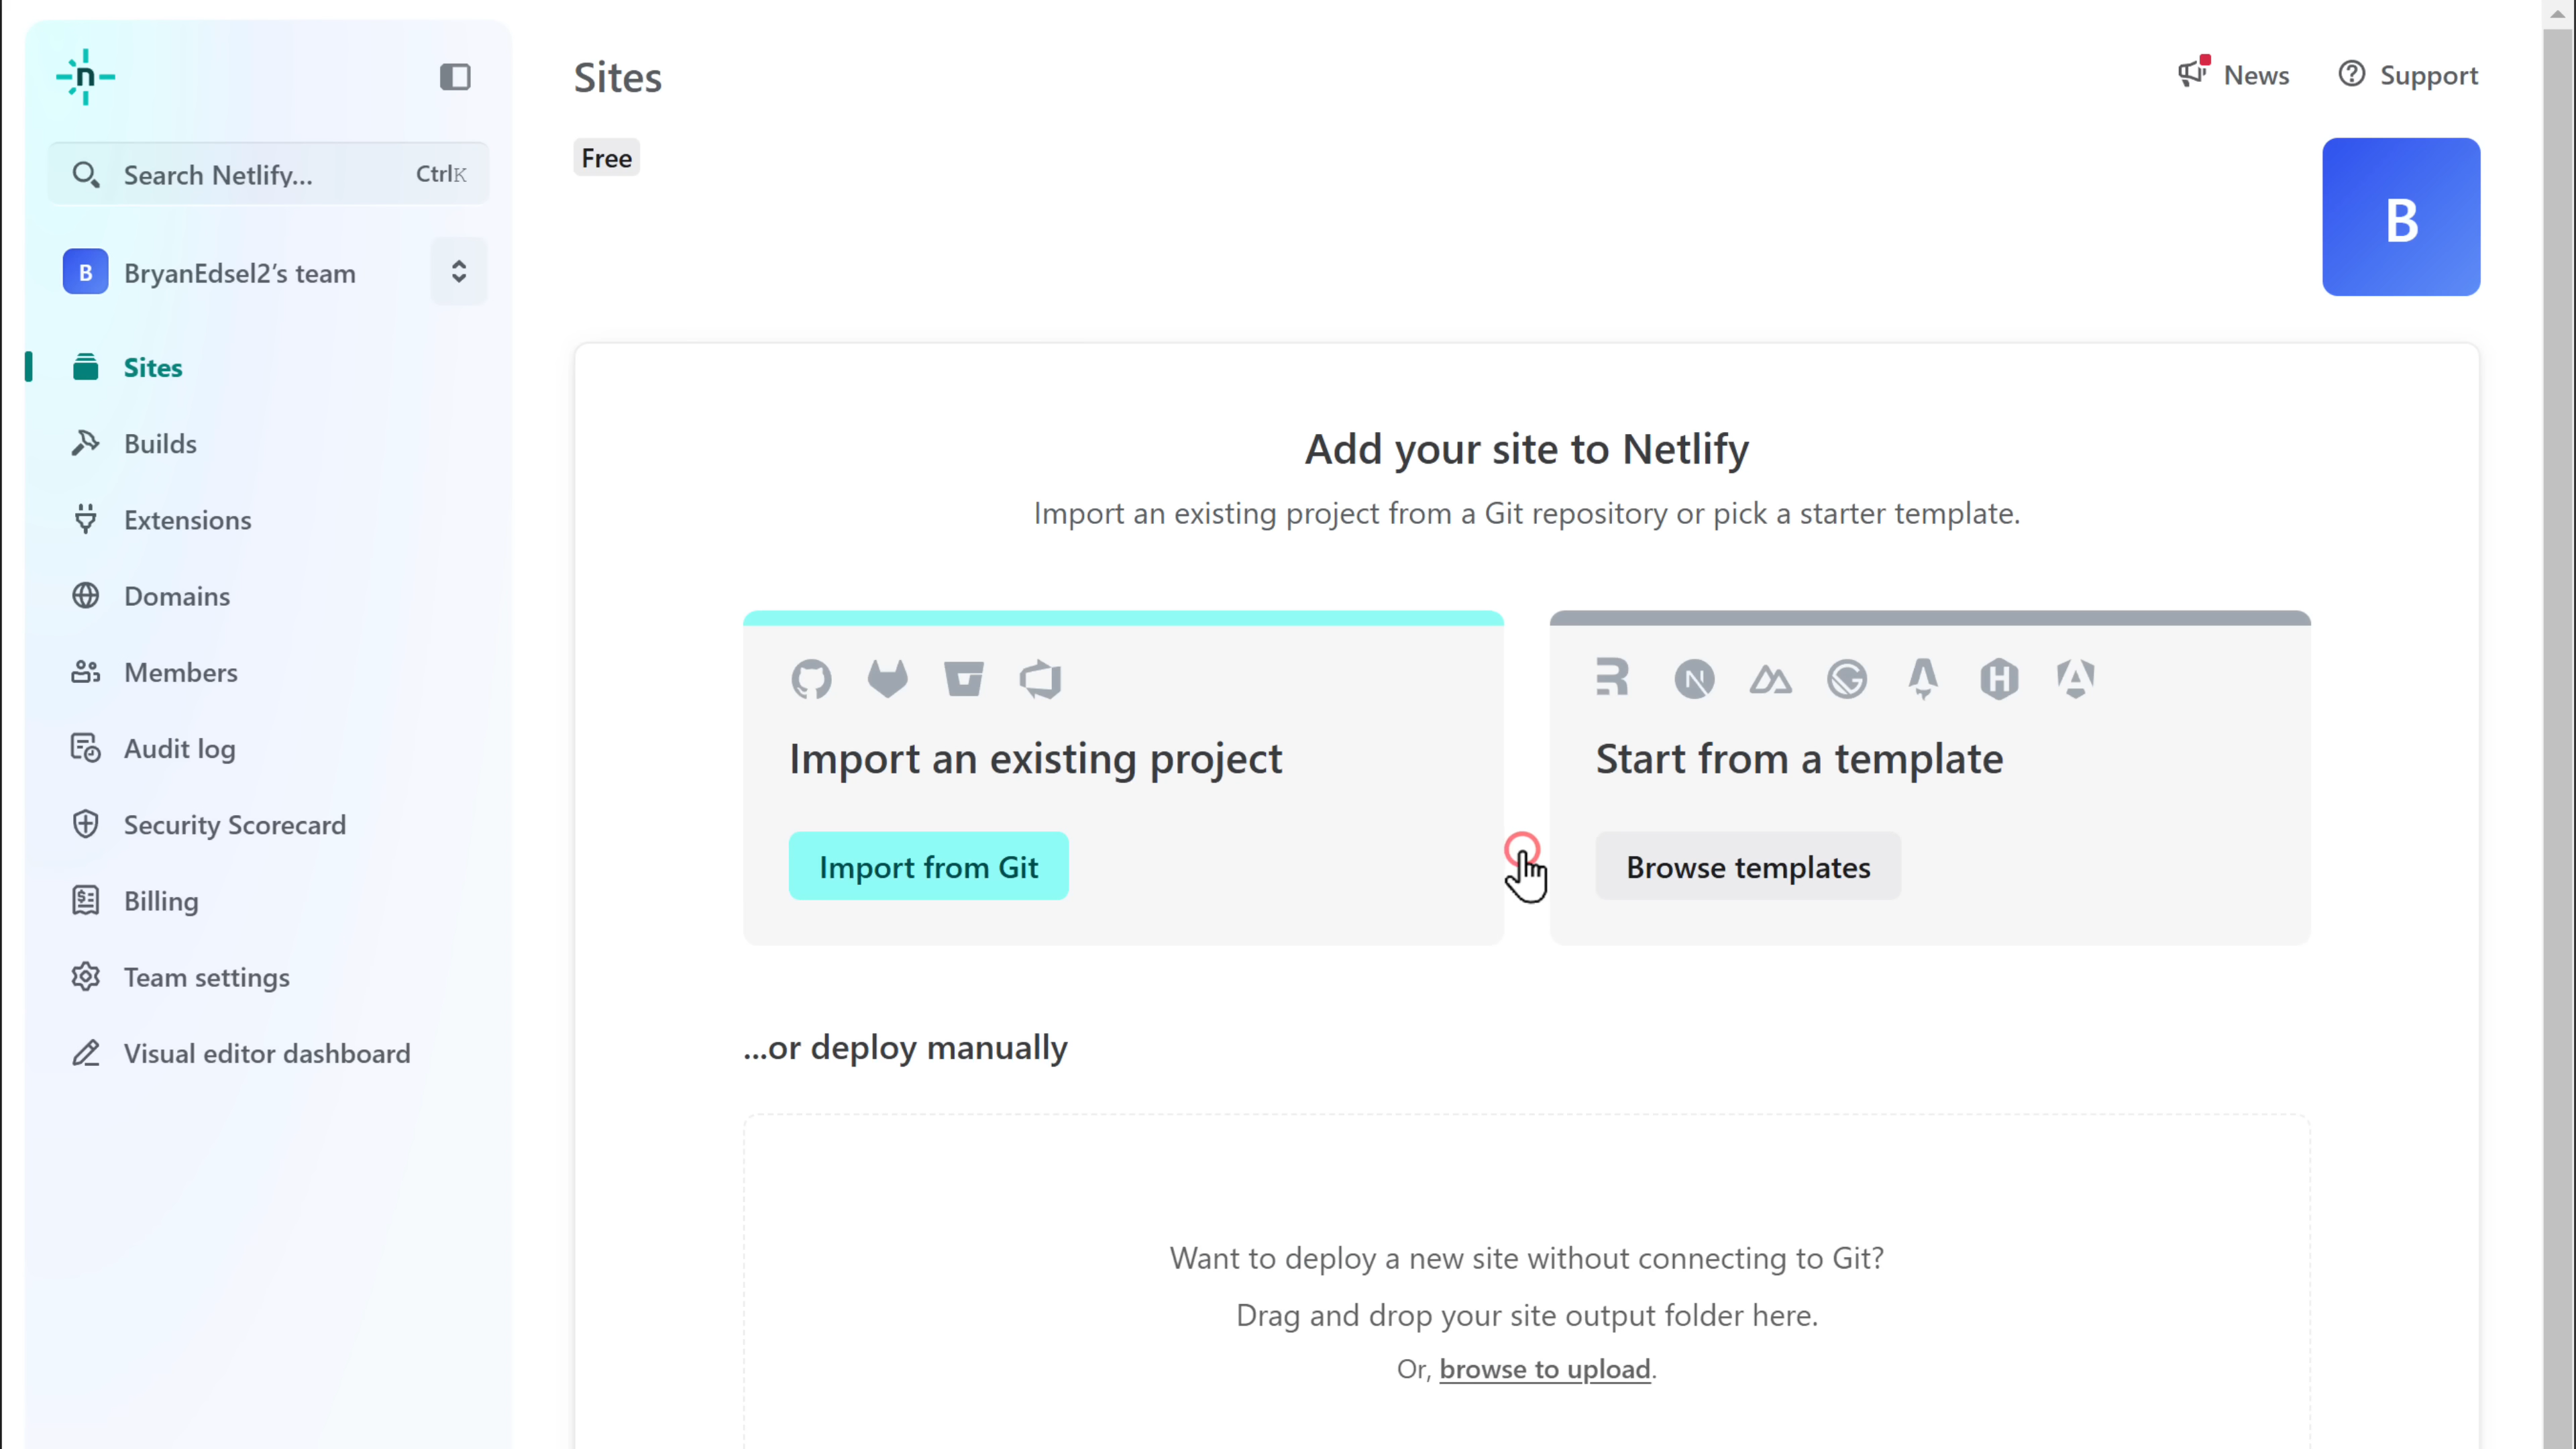 n
Search Netlify...
CtrlK
B
BryanEdsel2's team
Sites
Builds
Extensions
Domains
Members
Audit log
Security Scorecard
Billing
Team settings
Visual editor dashboard
Sites
News
Support
Free
B
Add your site to Netlify
Import an existing project from a Git repository or pick a starter template.
Import an existing project
Import from Git
Start from a template
Browse templates
...or deploy manually
Want to deploy a new site without connecting to Git?
Drag and drop your site output folder here.
Or, browse to upload.